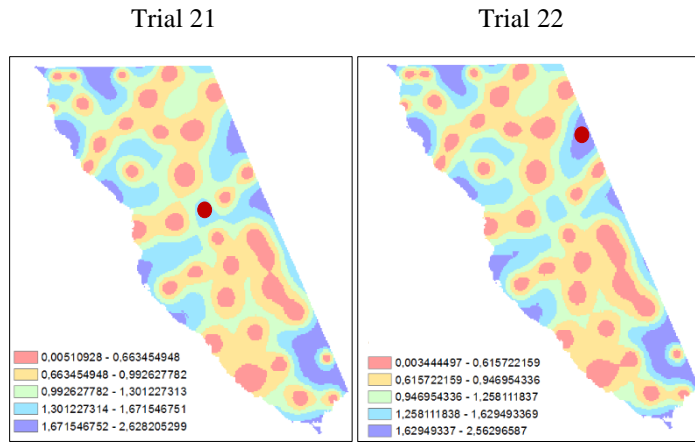 Trial 21
Trial 22
0,00510928 - 0,663454948
0,663454948 - 0,992627782
0,992627782 - 1,301227313
1,301227314 - 1,671546751
1,671546752 - 2,628205299
0,003444497 - 0,615722159
0,615722159 - 0,946954336
0,946954336 - 1,258111837
1,258111838 - 1,629493369
1,62949337 - 2,56296587